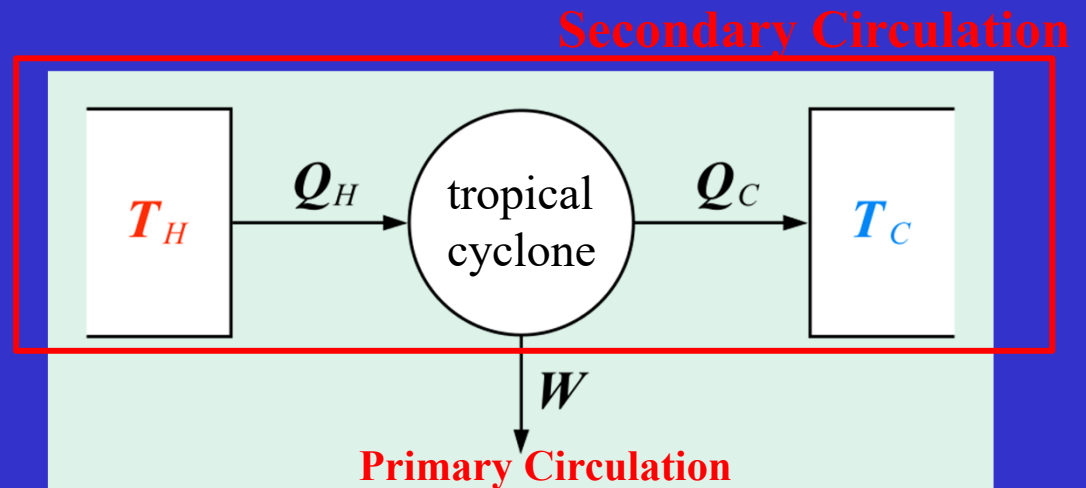 Secondary Circulation
Q_H
Q_C
T_H
tropical
cyclone
T_C
W
Primary Circulation